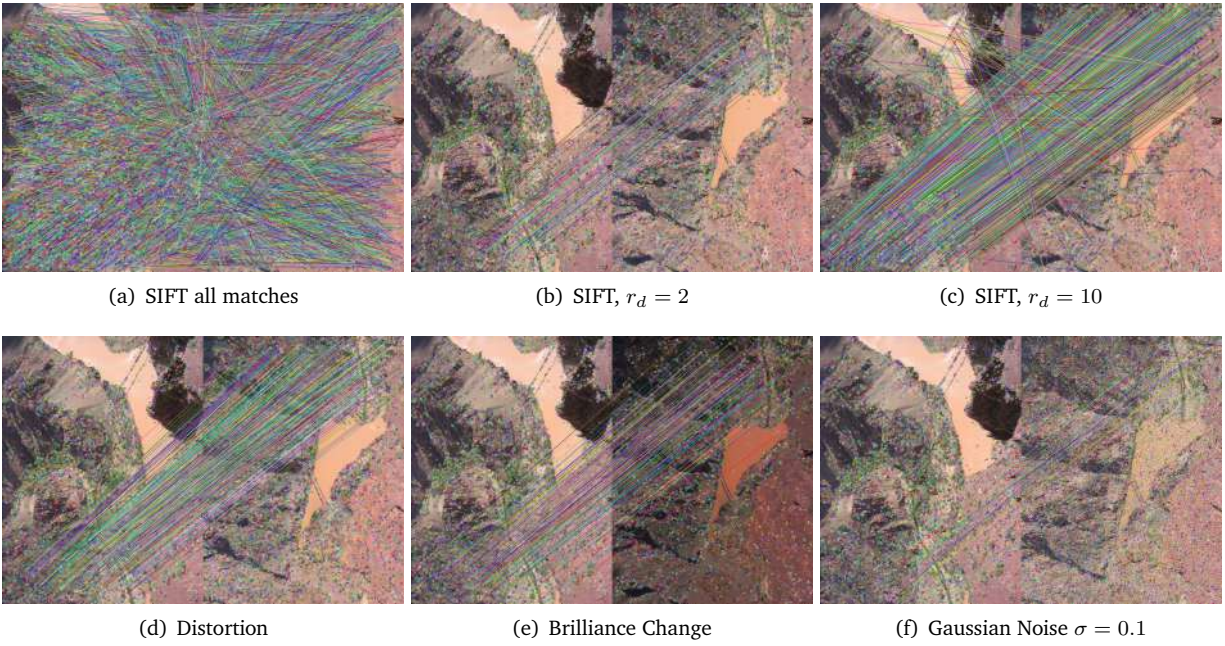 (a) SIFT all matches
(b) SIFT, r_d = 2
(c) SIFT, r_d = 10
(d) Distortion
(e) Brilliance Change
(f) Gaussian Noise σ = 0.1